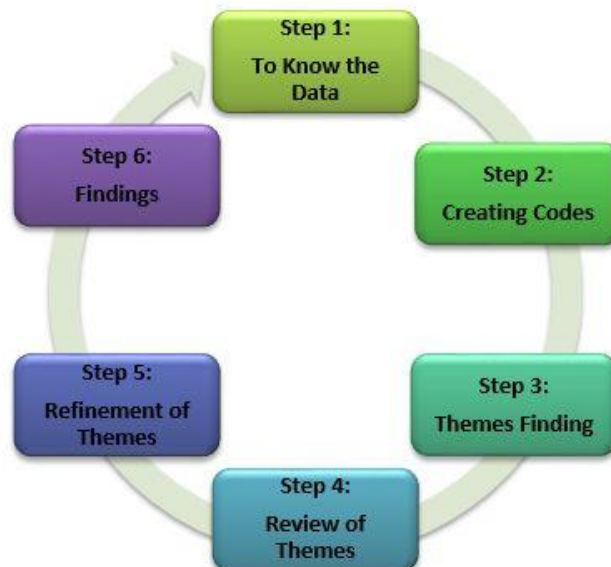 Step 1:
To Know the
Data
Step 2:
Creating Codes
Step 3:
Themes Finding
Step 4:
Review of
Themes
Step 5:
Refinement of
Themes
Step 6:
Findings